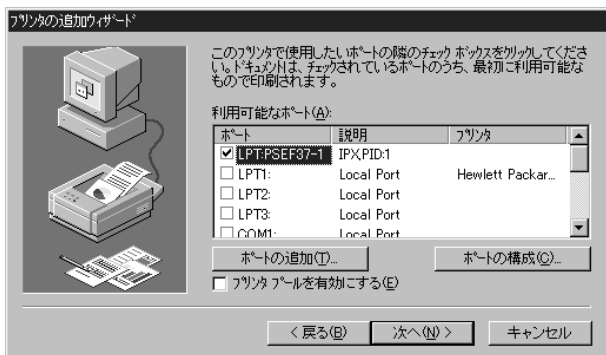 プリンタの追加ウィザード
このプリンタで使用したいポートの隣のチェック ボックスをクリックしてくださ
い。ドキュメントは、チェックされているポートのうち、最初に利用可能な
もので印刷されます。
利用可能なポート(A):
ポート 説明 プリンタ
LPT:PSEF37-1 IPX,PID:1
LPT1: Local Port Hewlett Packar...
LPT2: Local Port
LPT3: Local Port
COM1: Local Port
ポートの追加(T)... ポートの構成(C)...
プリンタ プールを有効にする(E)
< 戻る(B) 次へ(N) > キャンセル